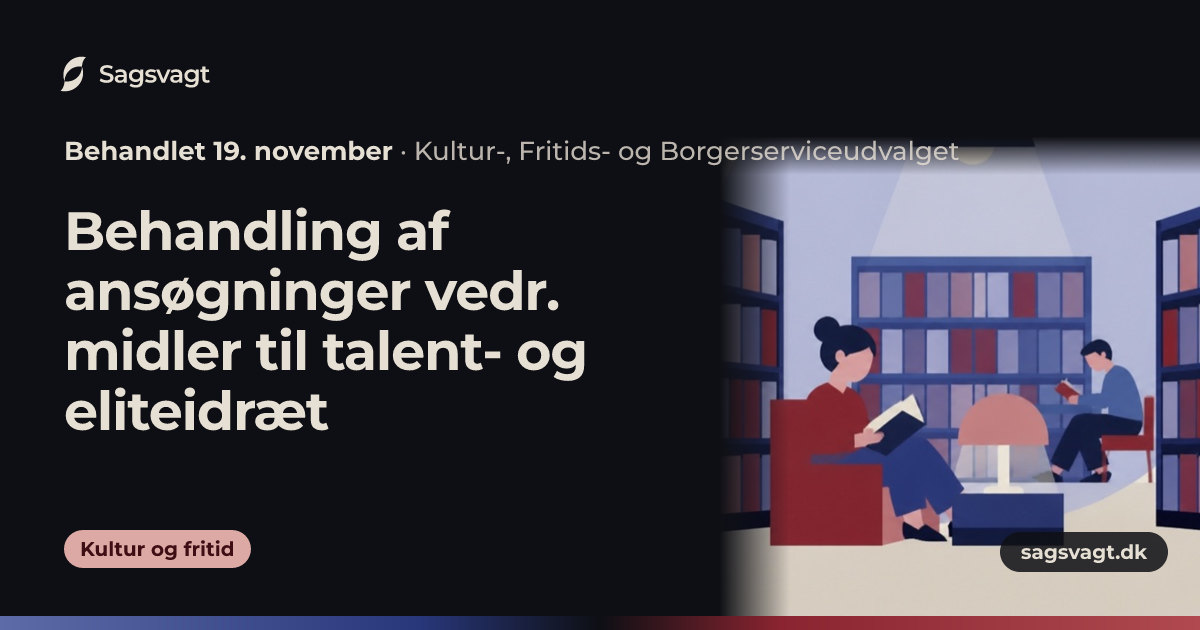 Sagsvagt
Behandlet 19. november · Kultur-, Fritids- og Borgerserviceudvalget
Behandling af
ansøgninger vedr.
midler til talent- og
eliteidræt
Kultur og fritid
sagsvagt.dk